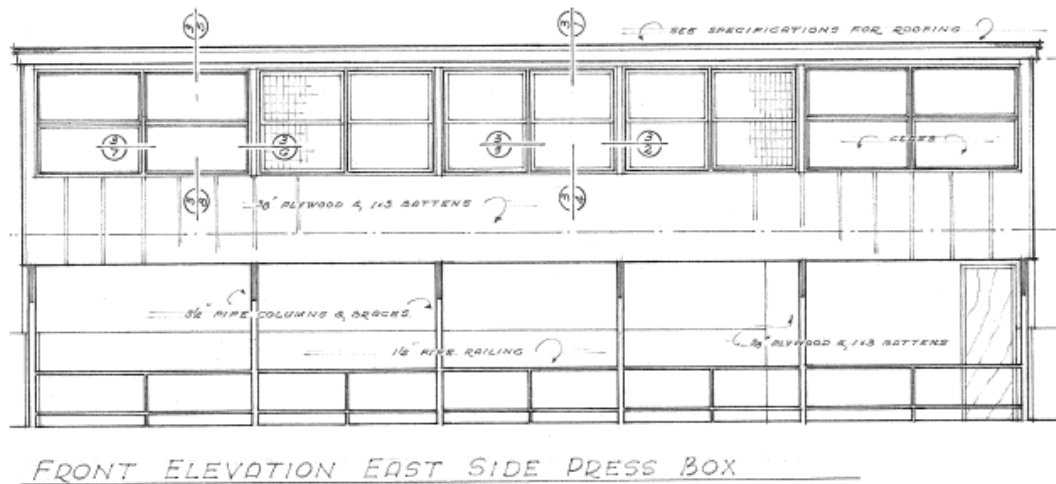 SEE SPECIFICATIONS FOR ROOFING
GLASS
3/8" PLYWOOD & 1x3 BATTENS
3½" PIPE COLUMNS & BRACES
3/8" PLYWOOD & 1x3 BATTENS
1½" PIPE RAILING
FRONT ELEVATION EAST SIDE PRESS BOX